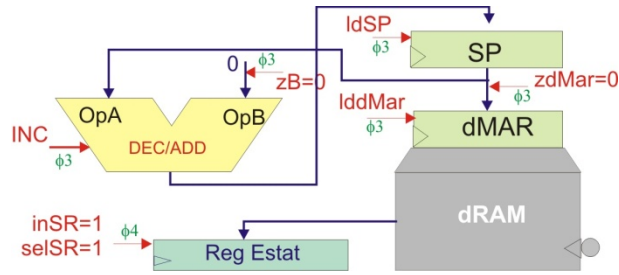 ldSP
ϕ3
SP
0
ϕ3
zB=0
zdMar=0
ϕ3
OpA
OpB
lddMar
ϕ3
dMAR
INC
ϕ3
DEC/ADD
dRAM
inSR=1
selSR=1
ϕ4
Reg Estat